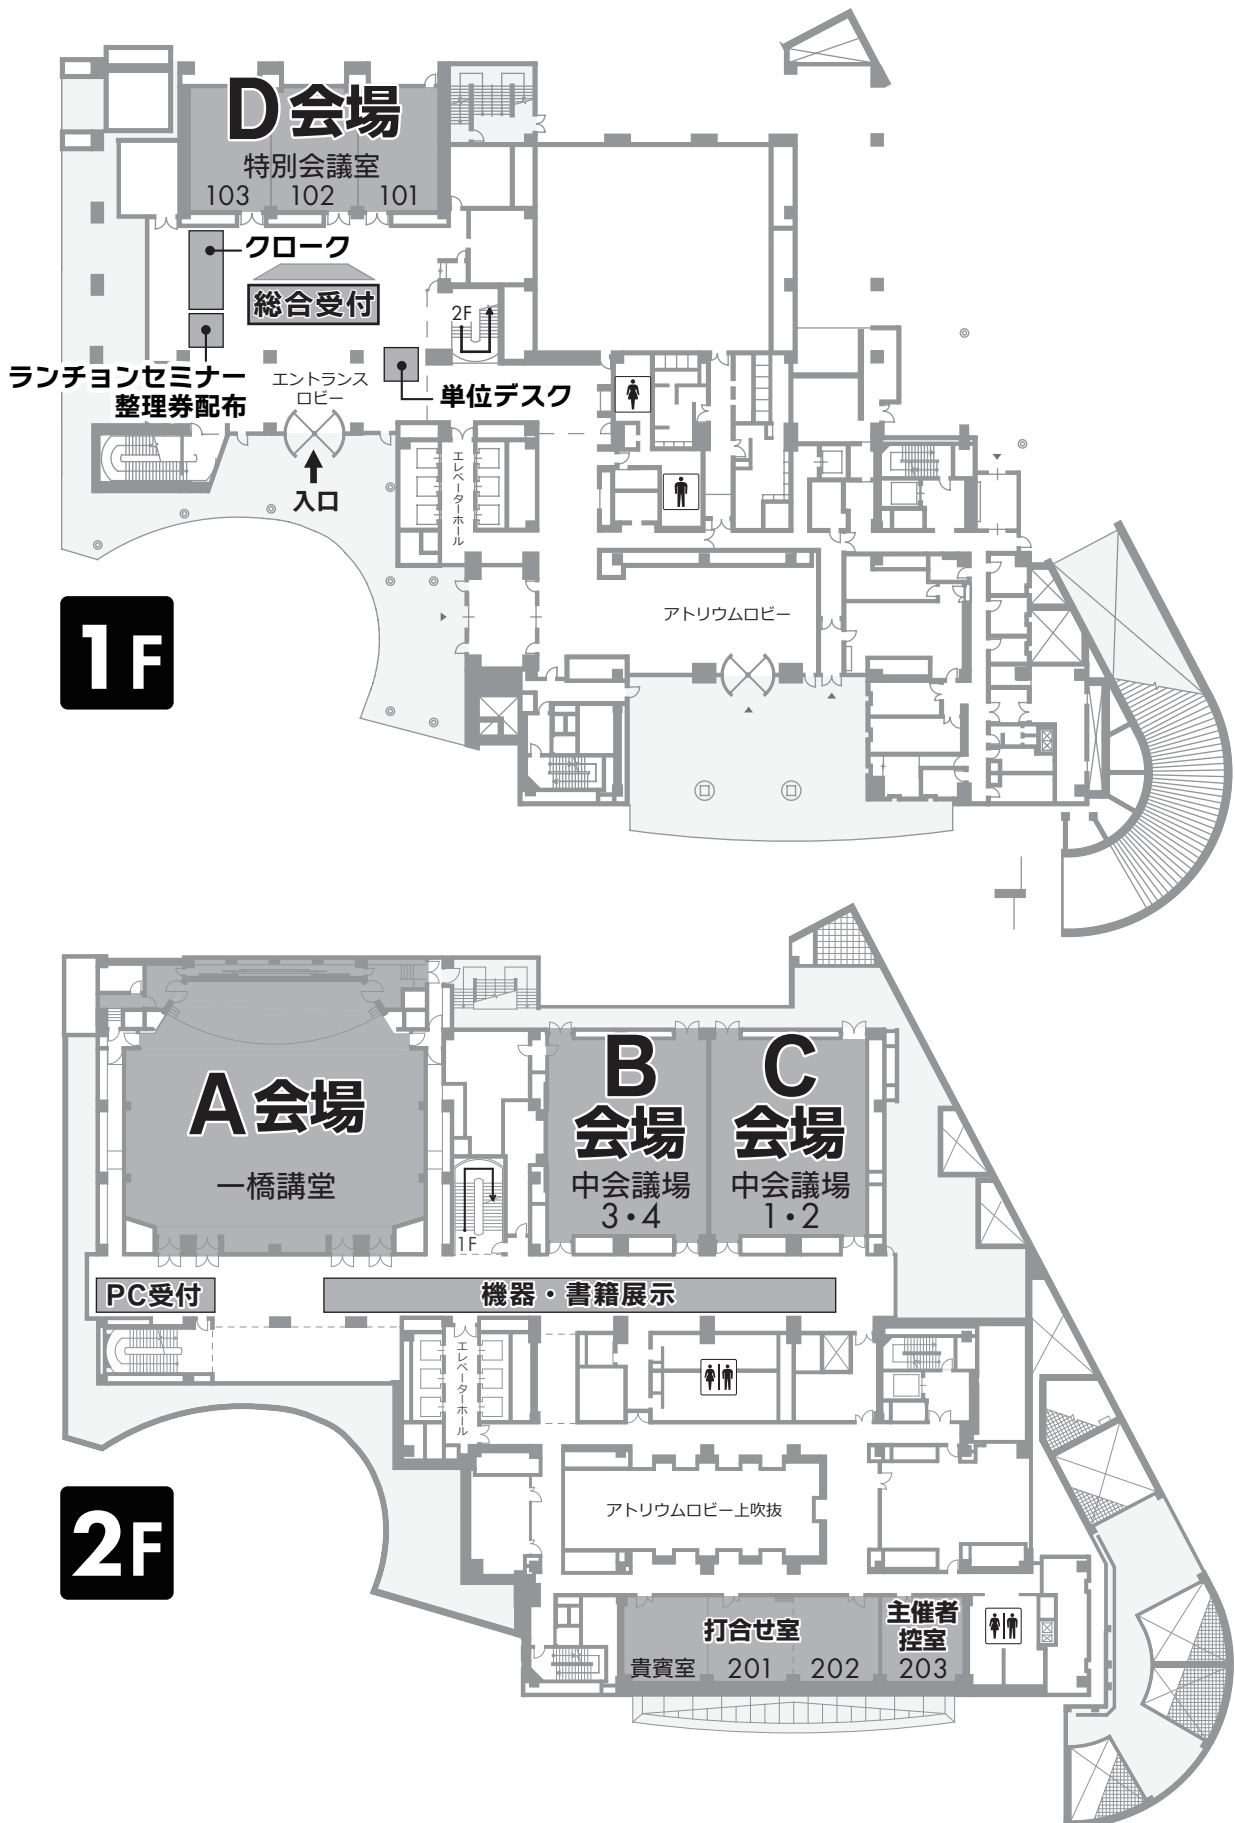 D会場
特別会議室
103
102
101
クローク
総合受付
2F
ランチョンセミナー
整理券配布
エントランス
ロビー
単位デスク
入口
エレベーターホール
アトリウムロビー
1F
A会場
一橋講堂
B
会場
中会議場
3・4
C
会場
中会議場
1・2
1F
PC受付
機器・書籍展示
エレベーターホール
アトリウムロビー上吹抜
2F
打合せ室
貴賓室
201
202
主催者
控室
203